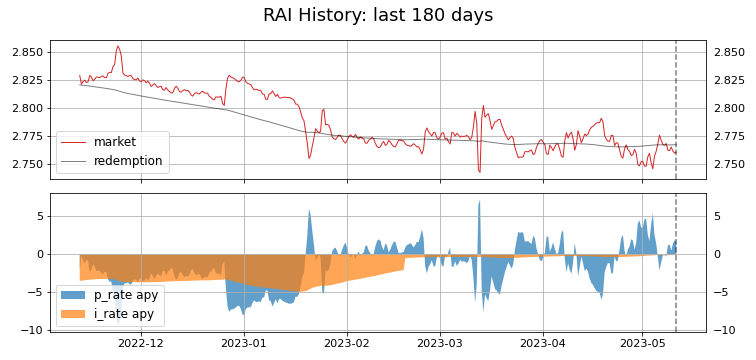 RAI History: last 180 days
2.850 2.850
2.825 2.825
2.800 2.800
2.775 2.775
2.750 2.750
market
redemption
5 5
0 0
−5 −5
−10 −10
p_rate apy
i_rate apy
2022-12 2023-01 2023-02 2023-03 2023-04 2023-05